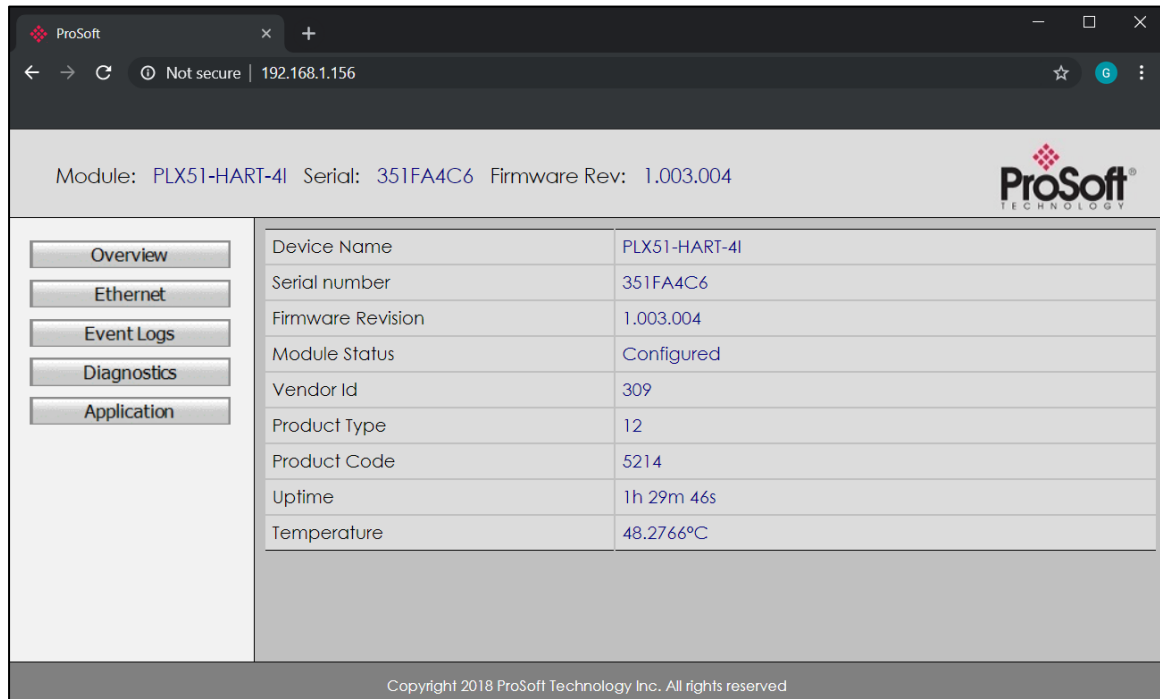 ProSoft
Not secure | 192.168.1.156
G
Module: PLX51-HART-4I Serial: 351FA4C6 Firmware Rev: 1.003.004
ProSoft®
TECHNOLOGY
Overview
Ethernet
Event Logs
Diagnostics
Application
Device Name PLX51-HART-4I
Serial number 351FA4C6
Firmware Revision 1.003.004
Module Status Configured
Vendor Id 309
Product Type 12
Product Code 5214
Uptime 1h 29m 46s
Temperature 48.2766°C
Copyright 2018 ProSoft Technology Inc. All rights reserved